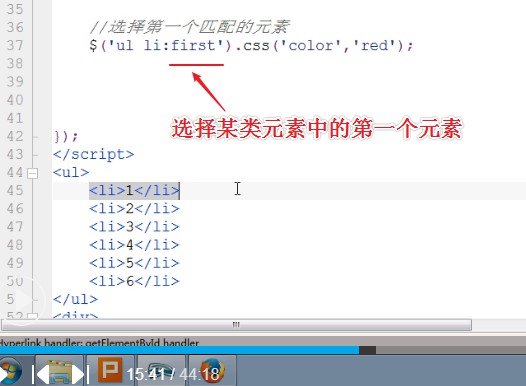 35
36 //选择第一个匹配的元素
37 $('ul li:first').css('color','red');
38
39
40
41
42 });
43 </script>
44 <ul>
45 <li>1</li>
46 <li>2</li>
47 <li>3</li>
48 <li>4</li>
49 <li>5</li>
50 <li>6</li>
5 </ul>
52 <div>
选择某类元素中的第一个元素
Hyperlink handler: getElementById handler
15:41 / 44:18